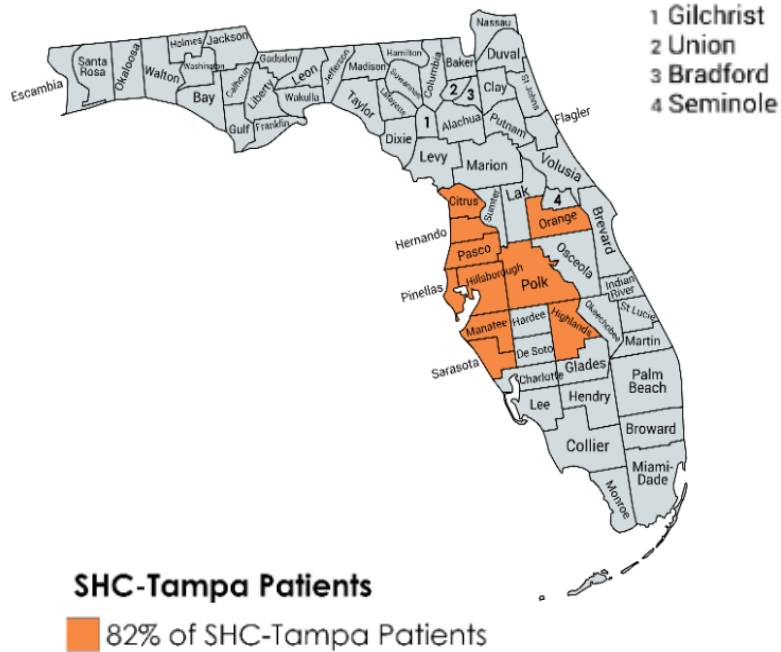 Nassau
1 Gilchrist
2 Union
3 Bradford
4 Seminole
Holmes
Jackson
Santa
Rosa
Okaloosa
Walton
Washington
Gadsden
Leon
Jefferson
Madison
Hamilton
Columbia
Baker
Duval
Escambia
Bay
Calhoun
Liberty
Wakulla
Taylor
Suwannee
Lafayette
2
3
Clay
St Johns
Gulf
Franklin
Dixie
1
Alachua
Putnam
Flagler
Levy
Marion
Volusia
Citrus
Sumter
Lak
4
Orange
Brevard
Hernando
Pasco
Osceola
Pinellas
Hillsborough
Polk
Indian
River
Manatee
Hardee
Highlands
Okeechobee
St Lucie
Sarasota
De Soto
Martin
Charlotte
Glades
Lee
Hendry
Palm
Beach
Collier
Broward
Monroe
Miami-
Dade
SHC-Tampa Patients
82% of SHC-Tampa Patients